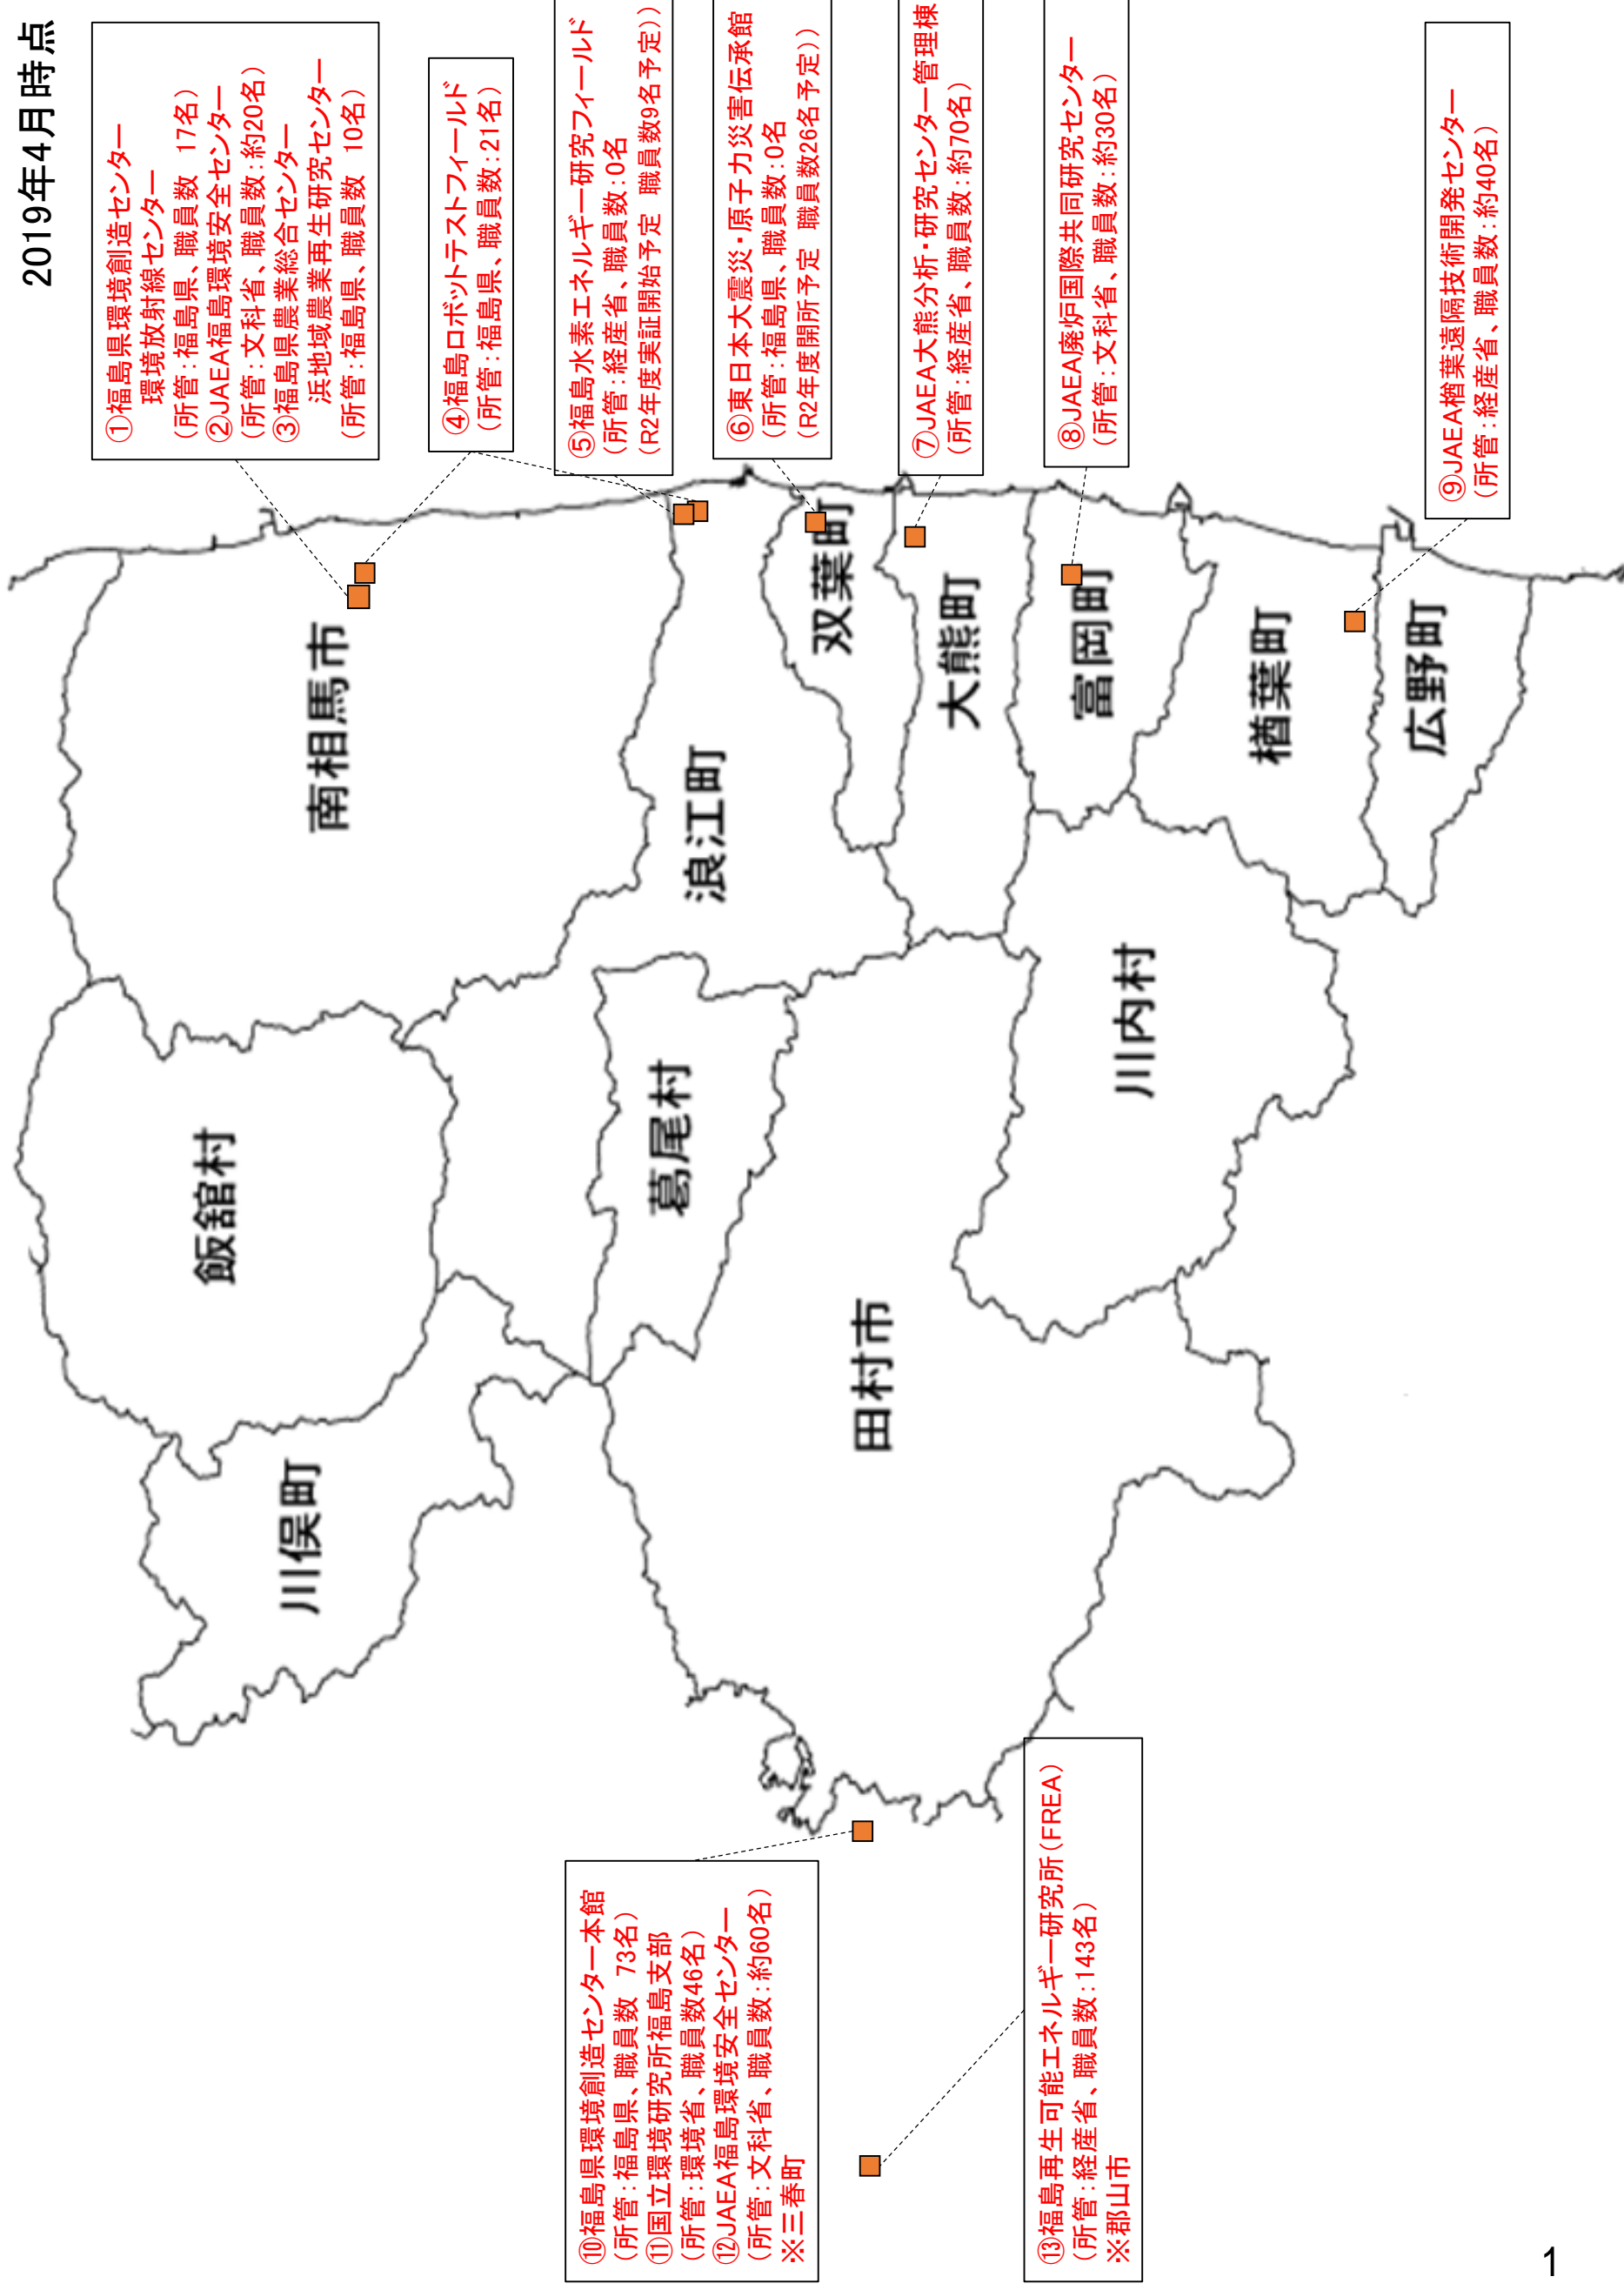 2019年4月時点
①福島県環境創造センター
環境放射線センター
(所管:福島県、職員数 17名)
②JAEA福島環境安全センター
(所管:文科省、職員数:約20名)
③福島県農業総合センター
浜地域農業再生研究センター
(所管:福島県、職員数 10名)
④福島ロボットテストフィールド
(所管:福島県、職員数:21名)
⑤福島水素エネルギー研究フィールド
(所管:経産省、職員数:0名
(R2年度実証開始予定 職員数9名予定))
⑥東日本大震災・原子力災害伝承館
(所管:福島県、職員数:0名
(R2年度開所予定 職員数26名予定))
⑦JAEA大熊分析・研究センター管理棟
(所管:経産省、職員数:約70名)
⑧JAEA廃炉国際共同研究センター
(所管:文科省、職員数:約30名)
⑨JAEA楢葉遠隔技術開発センター
(所管:経産省、職員数:約40名)
南相馬市
飯舘村
川俣町
浪江町
葛尾村
双葉町
大熊町
田村市
富岡町
川内村
楢葉町
広野町
⑩福島県環境創造センター本館
(所管:福島県、職員数 73名)
⑪国立環境研究所福島支部
(所管:環境省、職員数46名)
⑫JAEA福島環境安全センター
(所管:文科省、職員数:約60名)
※三春町
⑬福島再生可能エネルギー研究所(FREA)
(所管:経産省、職員数:143名)
※郡山市
1